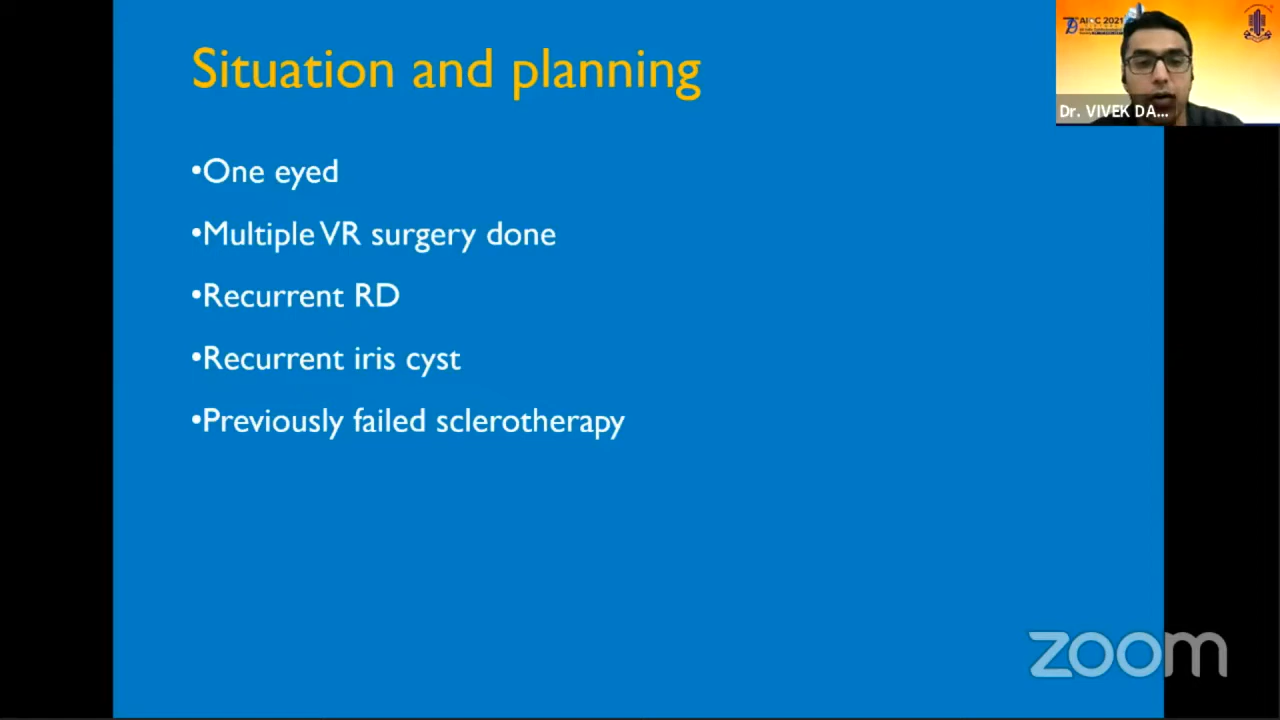 Situation and planning
•One eyed
•Multiple VR surgery done
•Recurrent RD
•Recurrent iris cyst
•Previously failed sclerotherapy
AIOC 2021
Dr. VIVEK DA...
zoom